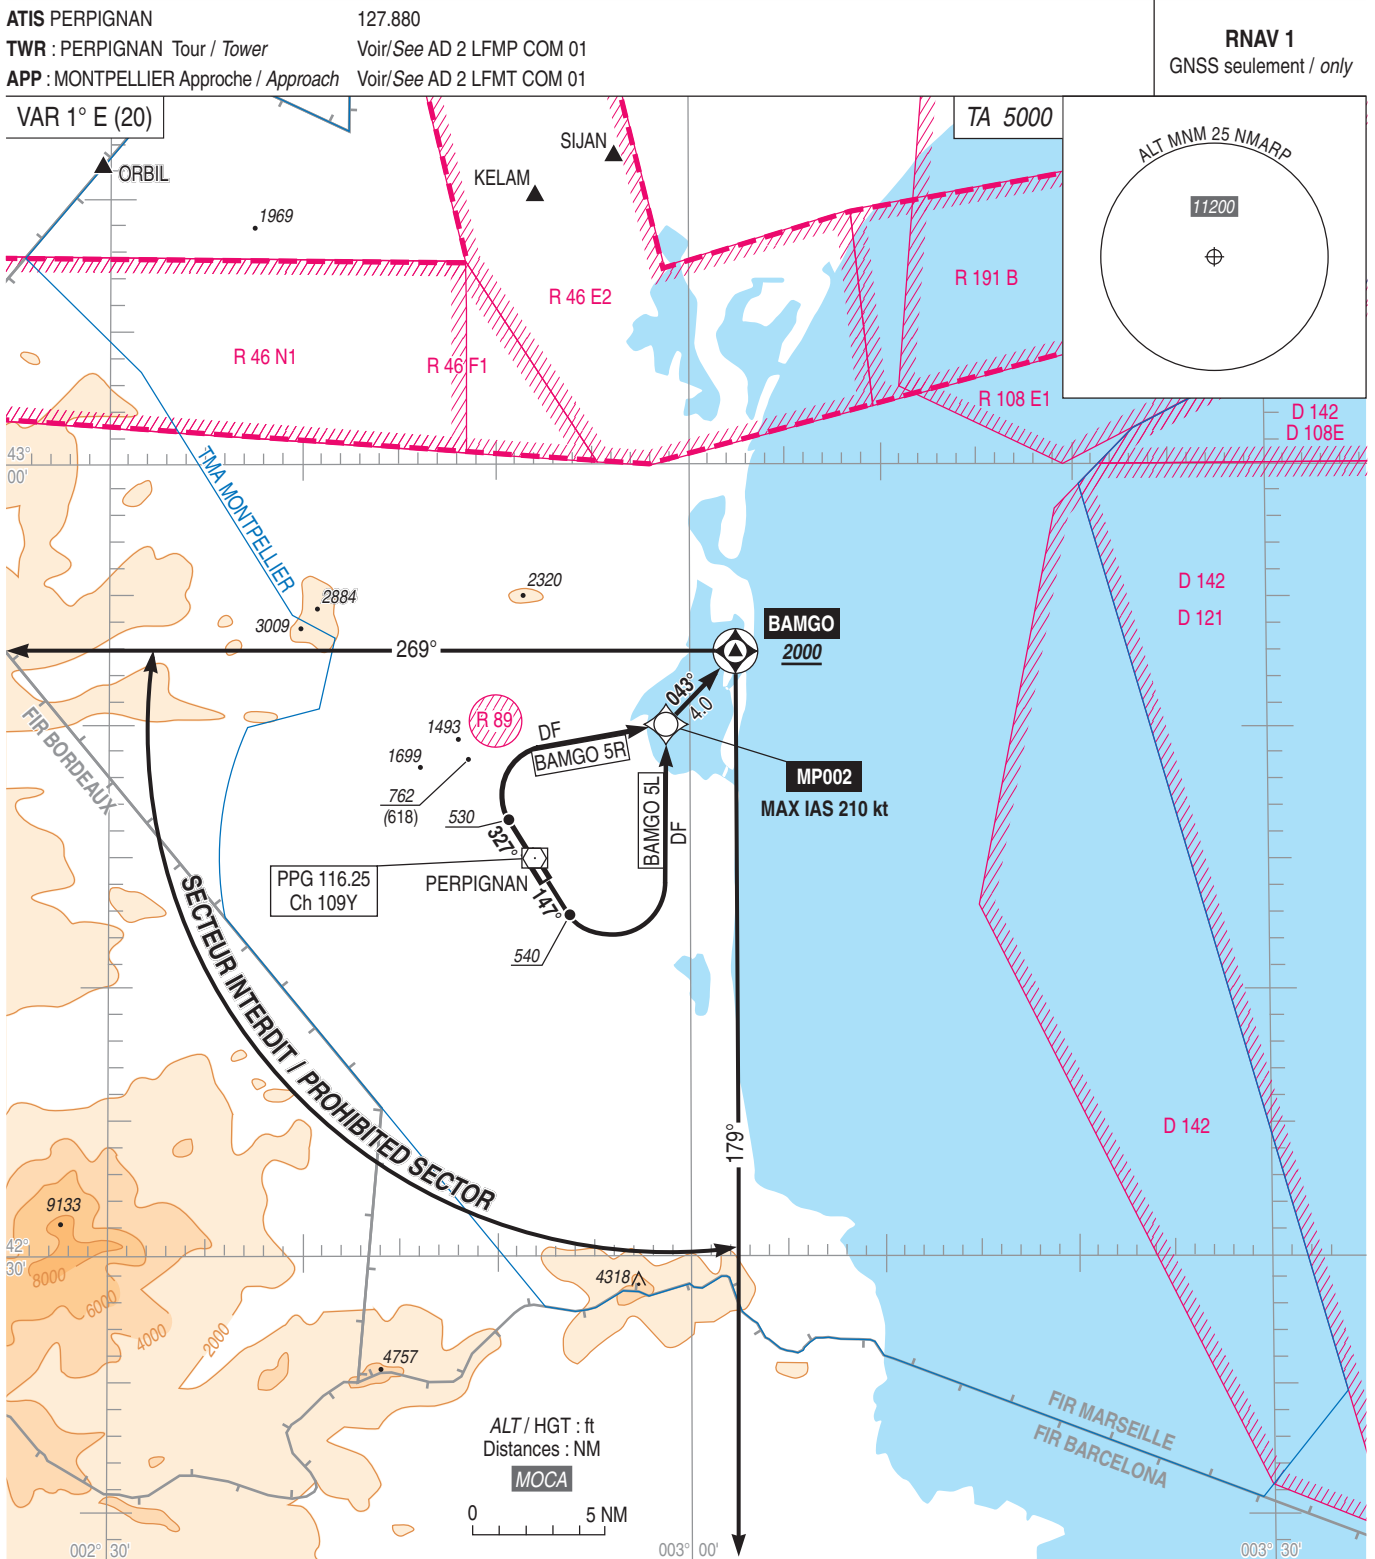 ATIS PERPIGNAN 127.880
TWR : PERPIGNAN Tour / Tower Voir/See AD 2 LFMP COM 01
APP : MONTPELLIER Approche / Approach Voir/See AD 2 LFMT COM 01
RNAV 1
GNSS seulement / only
VAR 1° E (20)
TA 5000
ALT MNM 25 NMARP
11200
ORBIL
SIJAN
KELAM
1969
R 46 E2
R 191 B
R 46 N1
R 46 F1
R 108 E1
D 142
D 108E
43°
00'
TMA MONTPELLIER
2884
3009
2320
D 142
D 121
BAMGO
2000
269°
043°
4.0
R 89
DF
BAMGO 5R
1493
1699
762
(618)
530
327°
MP002
MAX IAS 210 kt
BAMGO 5L
DF
FIR BORDEAUX
PPG 116.25
Ch 109Y
PERPIGNAN
147°
540
SECTEUR INTERDIT / PROHIBITED SECTOR
179°
D 142
9133
8000
6000
4000
2000
42°
30'
4318
4757
ALT / HGT : ft
Distances : NM
MOCA
0 5 NM
FIR MARSEILLE
FIR BARCELONA
002° 30'
003° 00'
003° 30'